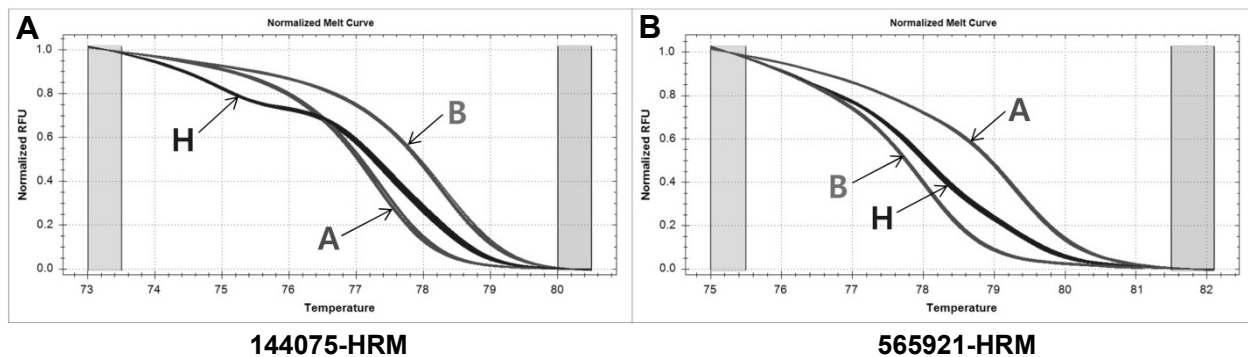 A
Normalized Melt Curve
Normalized RFU
1.0
0.8
0.6
0.4
0.2
0.0
H
B
A
73 74 75 76 77 78 79 80
Temperature
144075-HRM
B
Normalized Melt Curve
Normalized RFU
1.0
0.8
0.6
0.4
0.2
0.0
A
B
H
75 76 77 78 79 80 81 82
Temperature
565921-HRM